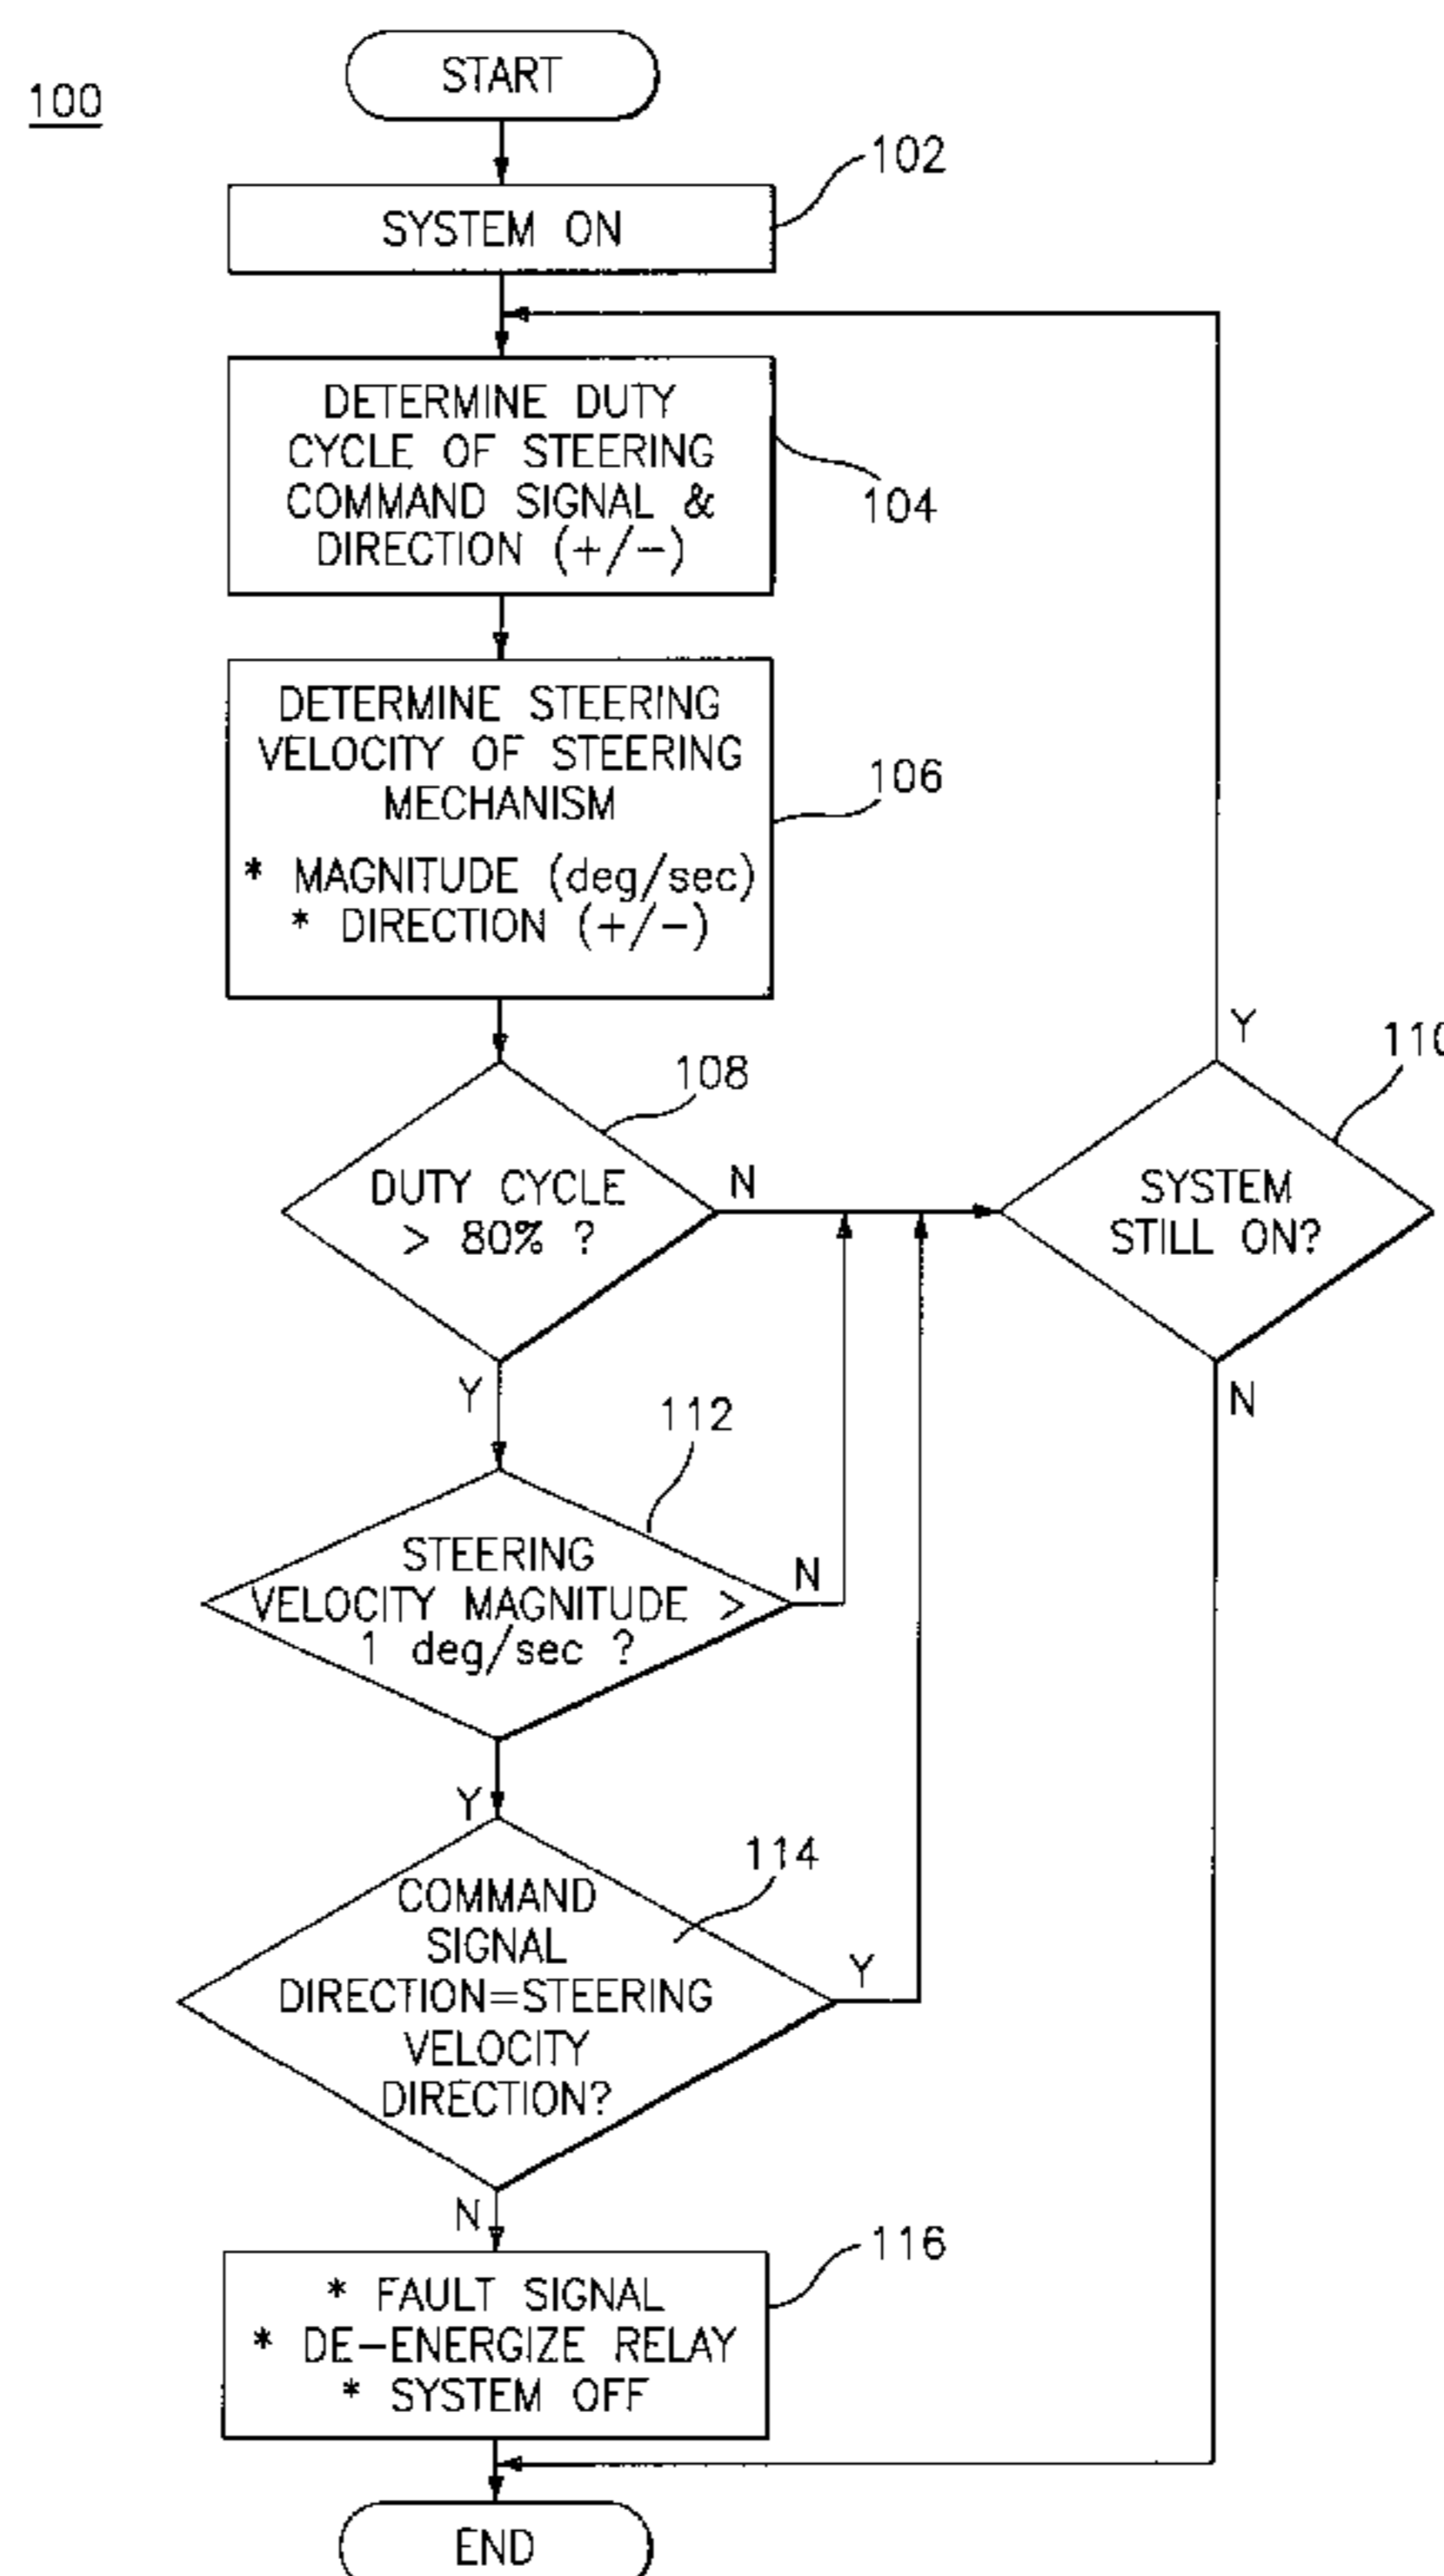 100
START
102
SYSTEM ON
DETERMINE DUTY
CYCLE OF STEERING
COMMAND SIGNAL &
DIRECTION (+/-)
104
DETERMINE STEERING
VELOCITY OF STEERING
MECHANISM
* MAGNITUDE (deg/sec)
* DIRECTION (+/-)
106
108
DUTY CYCLE
> 80% ?
N
Y
Y
110
SYSTEM
STILL ON?
N
112
STEERING
VELOCITY MAGNITUDE >
1 deg/sec ?
N
Y
114
COMMAND
SIGNAL
DIRECTION=STEERING
VELOCITY
DIRECTION?
Y
N
116
* FAULT SIGNAL
* DE-ENERGIZE RELAY
* SYSTEM OFF
END